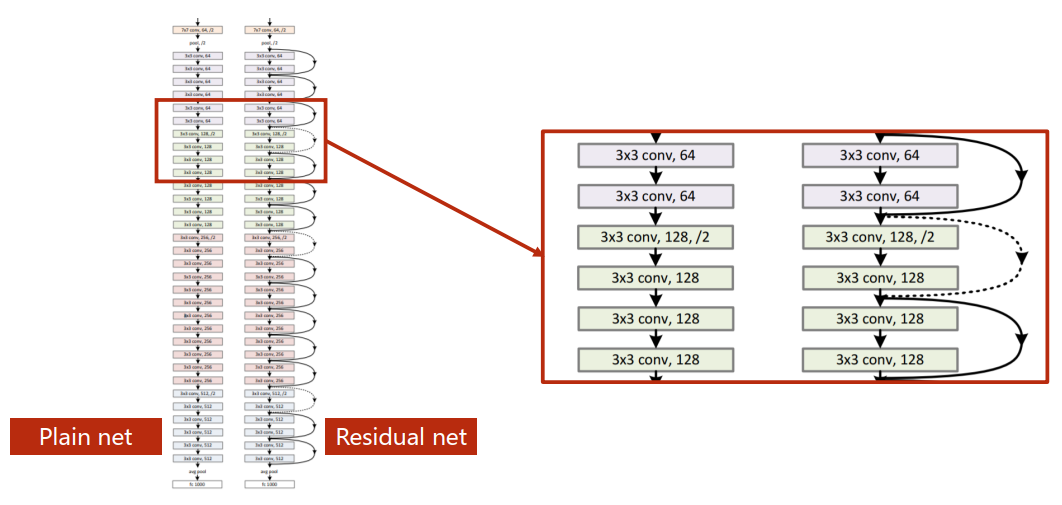 7x7 conv, 64, /2
pool, /2
3x3 conv, 64
3x3 conv, 64
3x3 conv, 64
3x3 conv, 64
3x3 conv, 64
3x3 conv, 64
3x3 conv, 128, /2
3x3 conv, 128
3x3 conv, 128
3x3 conv, 128
3x3 conv, 128
3x3 conv, 128
3x3 conv, 128
3x3 conv, 128
3x3 conv, 256, /2
3x3 conv, 256
3x3 conv, 256
3x3 conv, 256
3x3 conv, 256
3x3 conv, 256
3x3 conv, 256
3x3 conv, 256
3x3 conv, 256
3x3 conv, 256
3x3 conv, 256
3x3 conv, 256
3x3 conv, 512, /2
3x3 conv, 512
3x3 conv, 512
3x3 conv, 512
3x3 conv, 512
3x3 conv, 512
avg pool
fc 1000
7x7 conv, 64, /2
pool, /2
3x3 conv, 64
3x3 conv, 64
3x3 conv, 64
3x3 conv, 64
3x3 conv, 64
3x3 conv, 64
3x3 conv, 128, /2
3x3 conv, 128
3x3 conv, 128
3x3 conv, 128
3x3 conv, 128
3x3 conv, 128
3x3 conv, 128
3x3 conv, 128
3x3 conv, 256, /2
3x3 conv, 256
3x3 conv, 256
3x3 conv, 256
3x3 conv, 256
3x3 conv, 256
3x3 conv, 256
3x3 conv, 256
3x3 conv, 256
3x3 conv, 256
3x3 conv, 256
3x3 conv, 256
3x3 conv, 512, /2
3x3 conv, 512
3x3 conv, 512
3x3 conv, 512
3x3 conv, 512
3x3 conv, 512
avg pool
fc 1000
Plain net
Residual net
3x3 conv, 64
3x3 conv, 64
3x3 conv, 128, /2
3x3 conv, 128
3x3 conv, 128
3x3 conv, 128
3x3 conv, 64
3x3 conv, 64
3x3 conv, 128, /2
3x3 conv, 128
3x3 conv, 128
3x3 conv, 128